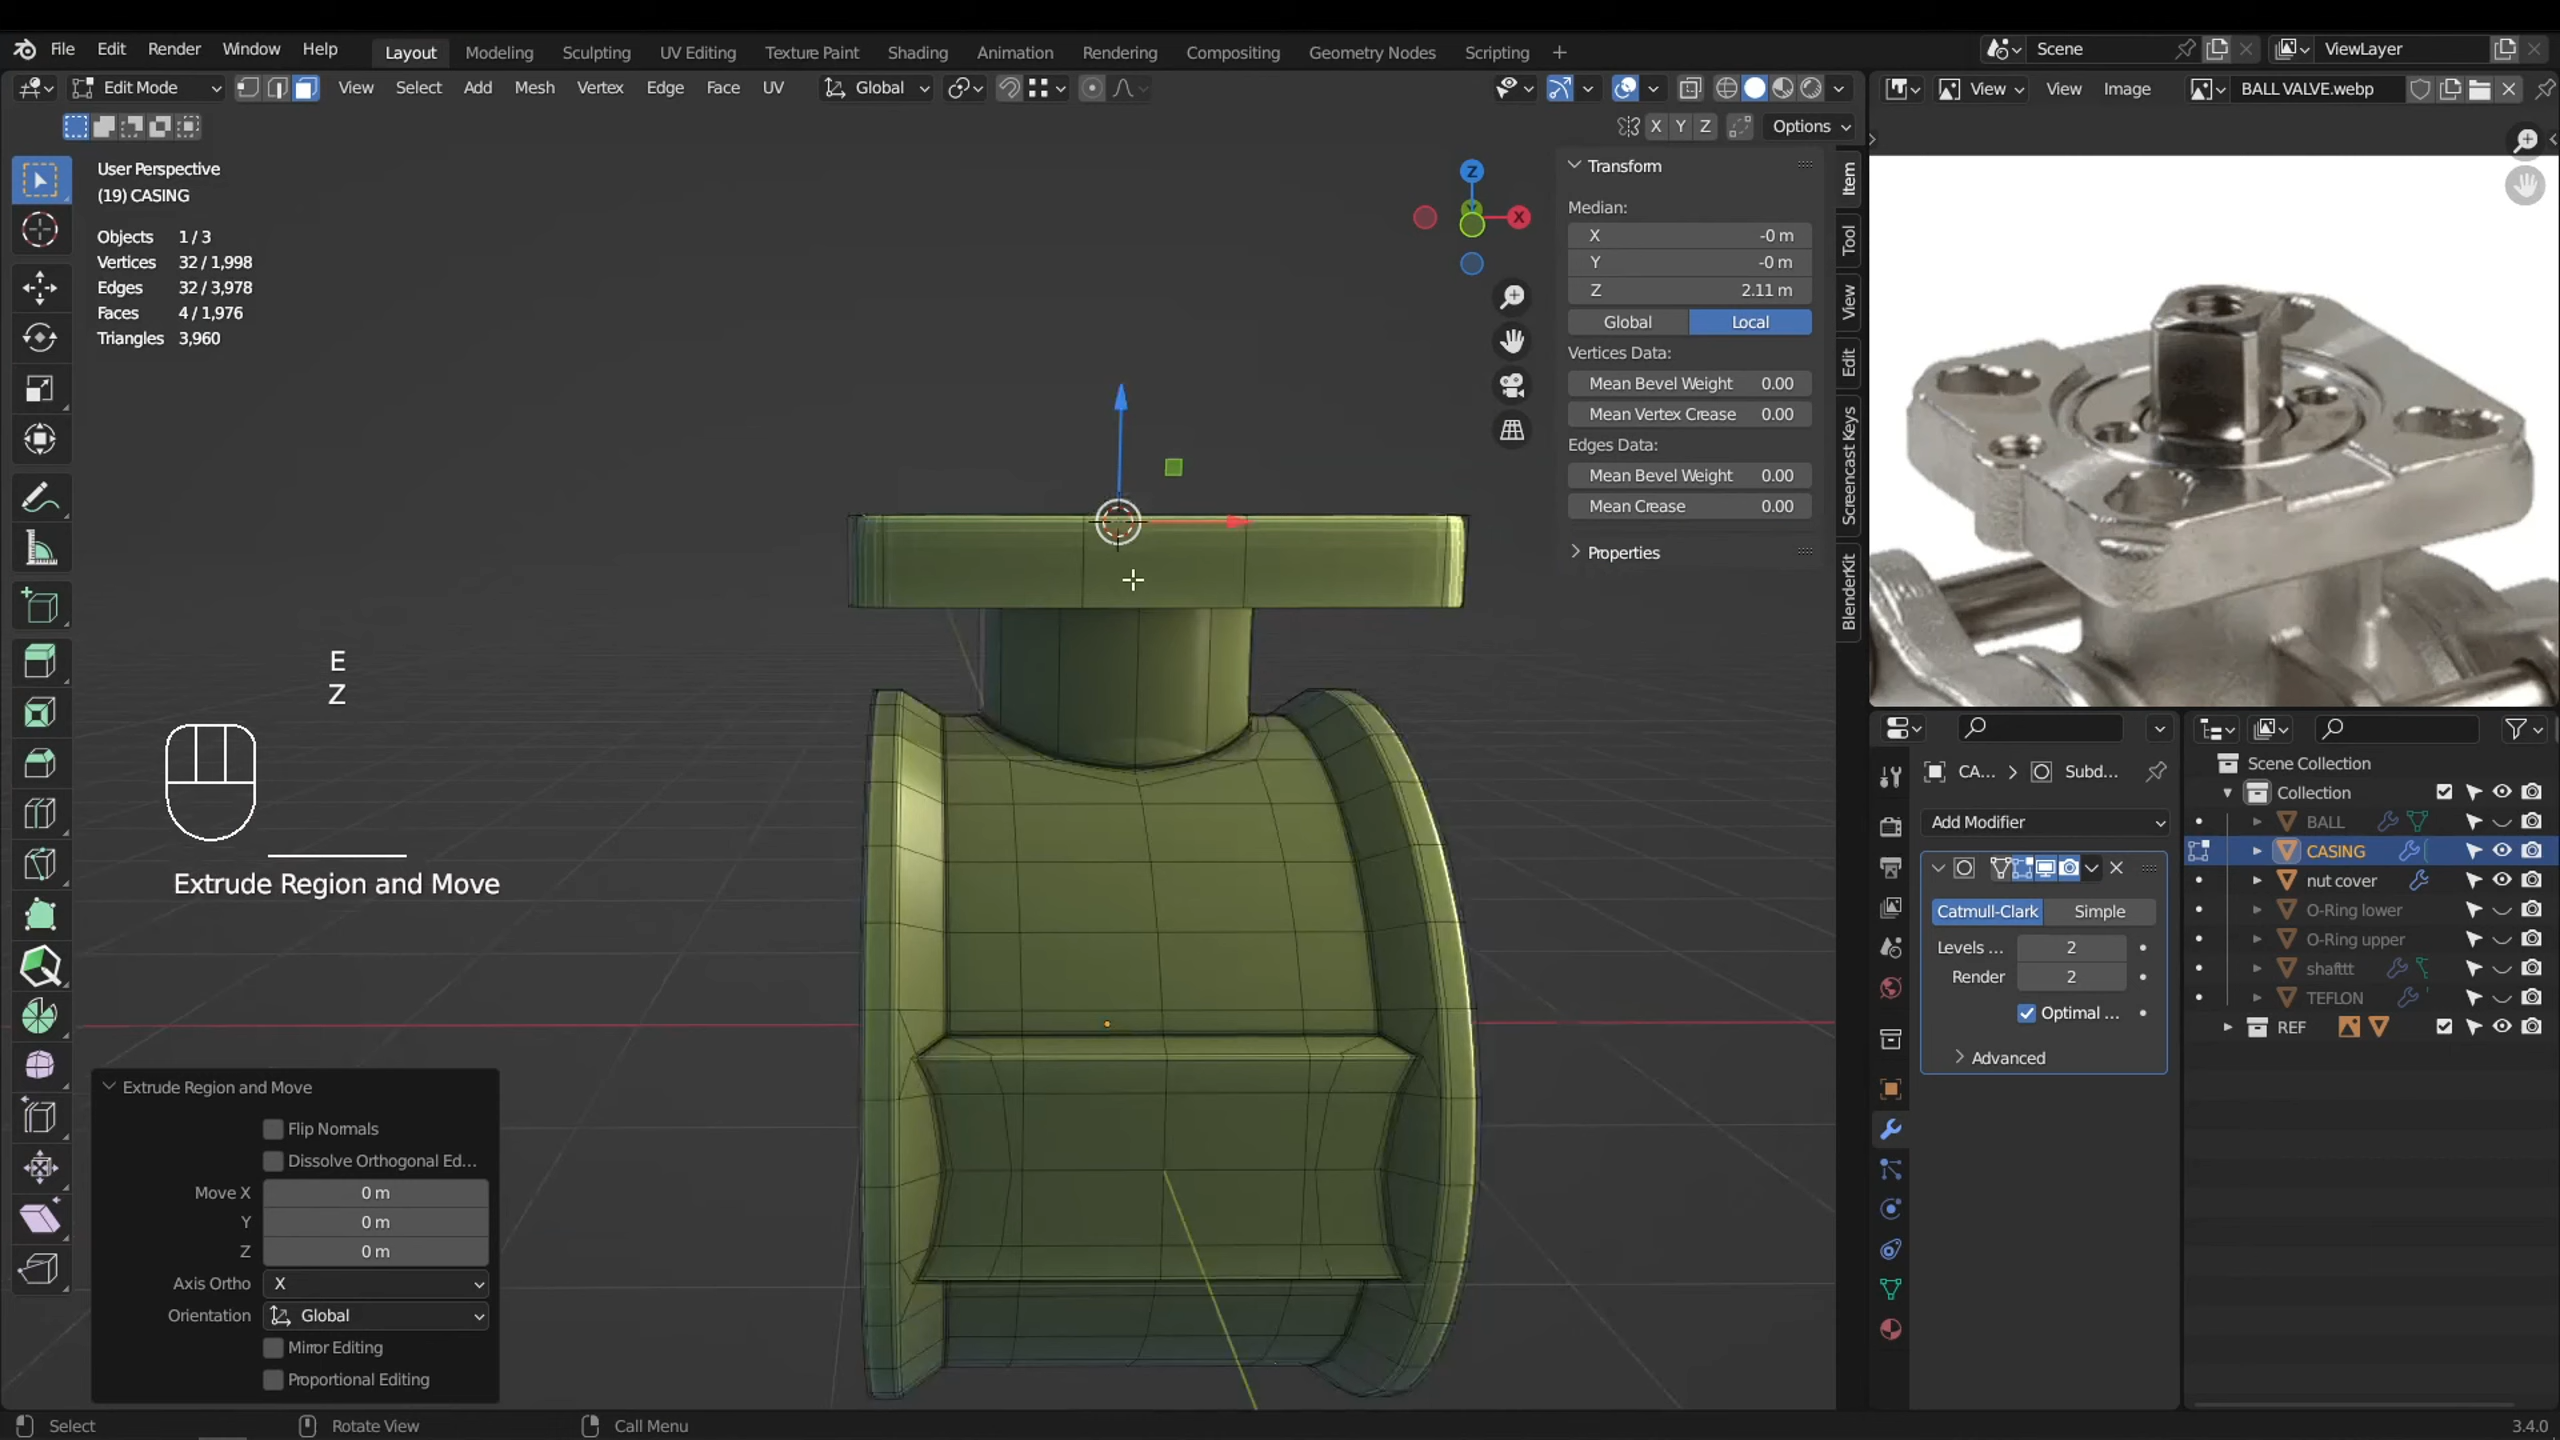 File Edit Render Window Help Layout Modeling Sculpting UV Editing Texture Paint Shading Animation Rendering Compositing Geometry Nodes Scripting Scene ViewLayer
Edit Mode View Select Add Mesh Vertex Edge Face UV Global View View Image BALL VALVE.webp
X Y Z Options
User Perspective
(19) CASING
Objects 1 / 3
Vertices 32 / 1,998
Edges 32 / 3,978
Faces 4 / 1,976
Triangles 3,960
Z
X
Transform
Median:
X -0 m
Y -0 m
Z 2.11 m
Global Local
Vertices Data:
Mean Bevel Weight 0.00
Mean Vertex Crease 0.00
Edges Data:
Mean Bevel Weight 0.00
Mean Crease 0.00
Properties
Item
Tool
View
Edit
Screencast Keys
BlenderKit
E
Z
Extrude Region and Move
Extrude Region and Move
Flip Normals
Dissolve Orthogonal Ed...
Move X 0 m
Y 0 m
Z 0 m
Axis Ortho X
Orientation Global
Mirror Editing
Proportional Editing
CA... Subd...
Add Modifier
Catmull-Clark Simple
Levels ... 2
Render 2
Optimal ...
Advanced
Scene Collection
Collection
BALL
CASING
nut cover
O-Ring lower
O-Ring upper
shafttt
TEFLON
REF
Select Rotate View Call Menu 3.4.0